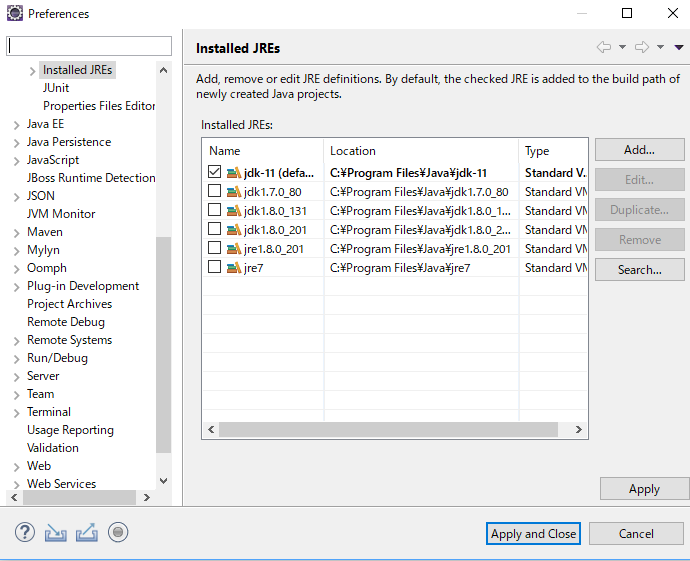 Preferences
Installed JREs
JUnit
Properties Files Editor
Java EE
Java Persistence
JavaScript
JBoss Runtime Detection
JSON
JVM Monitor
Maven
Mylyn
Oomph
Plug-in Development
Project Archives
Remote Debug
Remote Systems
Run/Debug
Server
Team
Terminal
Usage Reporting
Validation
Web
Web Services
Installed JREs
Add, remove or edit JRE definitions. By default, the checked JRE is added to the build path of
newly created Java projects.
Installed JREs:
Name Location Type
jdk-11 (defa... C:¥Program Files¥Java¥jdk-11 Standard V...
jdk1.7.0_80 C:¥Program Files¥Java¥jdk1.7.0_80 Standard VM
jdk1.8.0_131 C:¥Program Files¥Java¥jdk1.8.0_1... Standard VM
jdk1.8.0_201 C:¥Program Files¥Java¥jdk1.8.0_2... Standard VM
jre1.8.0_201 C:¥Program Files¥Java¥jre1.8.0_201 Standard VM
jre7 C:¥Program Files¥Java¥jre7 Standard VM
Add...
Edit...
Duplicate...
Remove
Search...
Apply
Apply and Close
Cancel